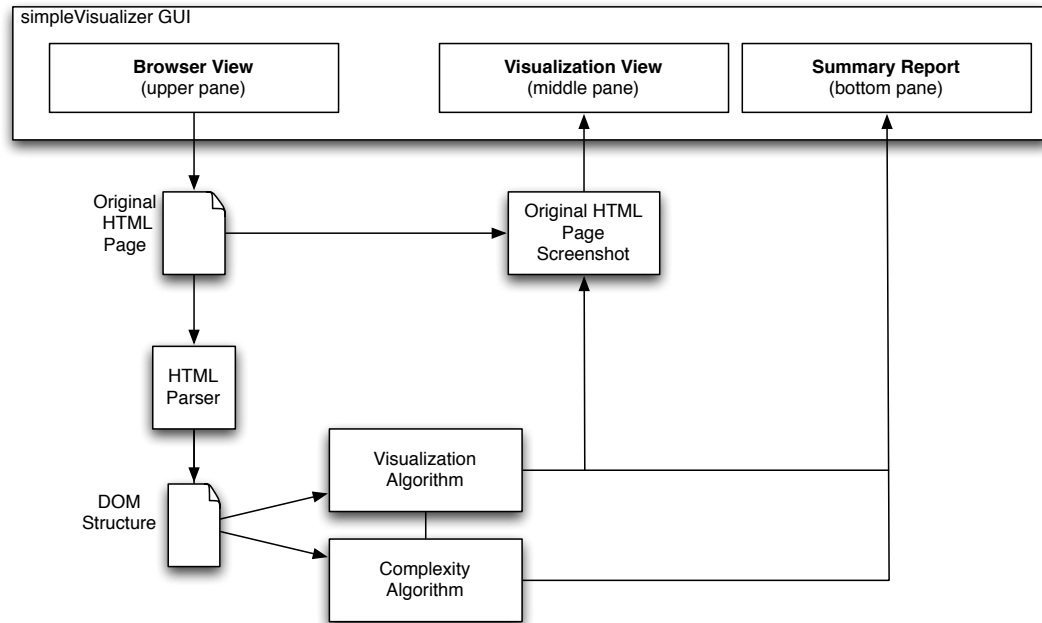 simpleVisualizer GUI
Browser View
(upper pane)
Visualization View
(middle pane)
Summary Report
(bottom pane)
Original
HTML
Page
Original HTML
Page
Screenshot
HTML
Parser
DOM
Structure
Visualization
Algorithm
Complexity
Algorithm